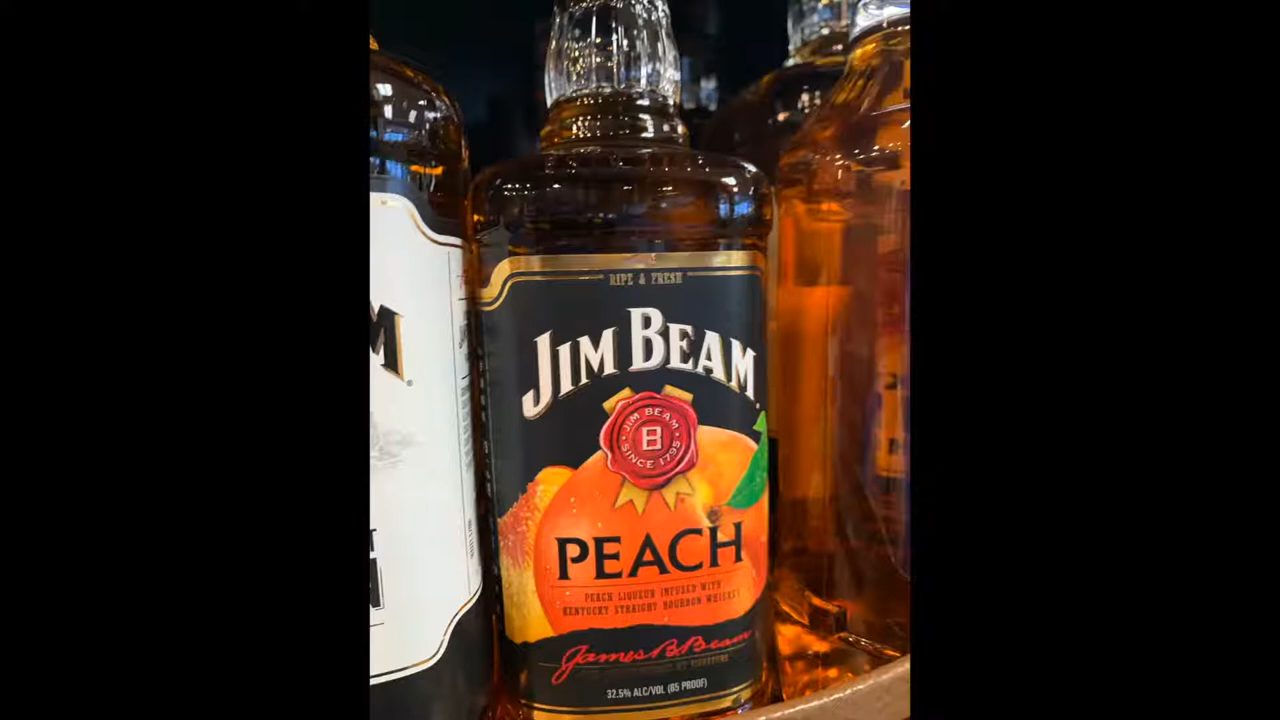 RIPE & FRESH
JIM BEAM
JIM BEAM
B
SINCE 1795
PEACH
PEACH LIQUEUR INFUSED WITH
KENTUCKY STRAIGHT BOURBON WHISKEY
James B. Beam
32.5% ALC/VOL (65 PROOF)
M